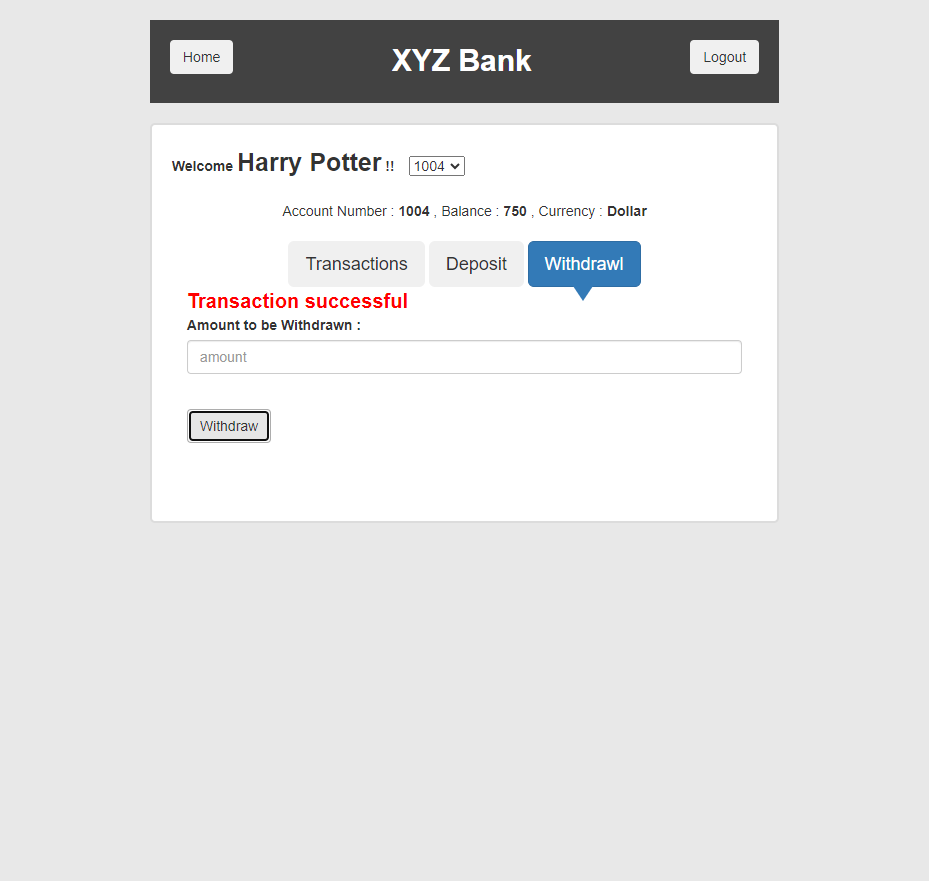 Home XYZ Bank Logout
Welcome Harry Potter !! 1004
Account Number : 1004 , Balance : 750 , Currency : Dollar
Transactions Deposit Withdrawl
Transaction successful
Amount to be Withdrawn :
amount
Withdraw